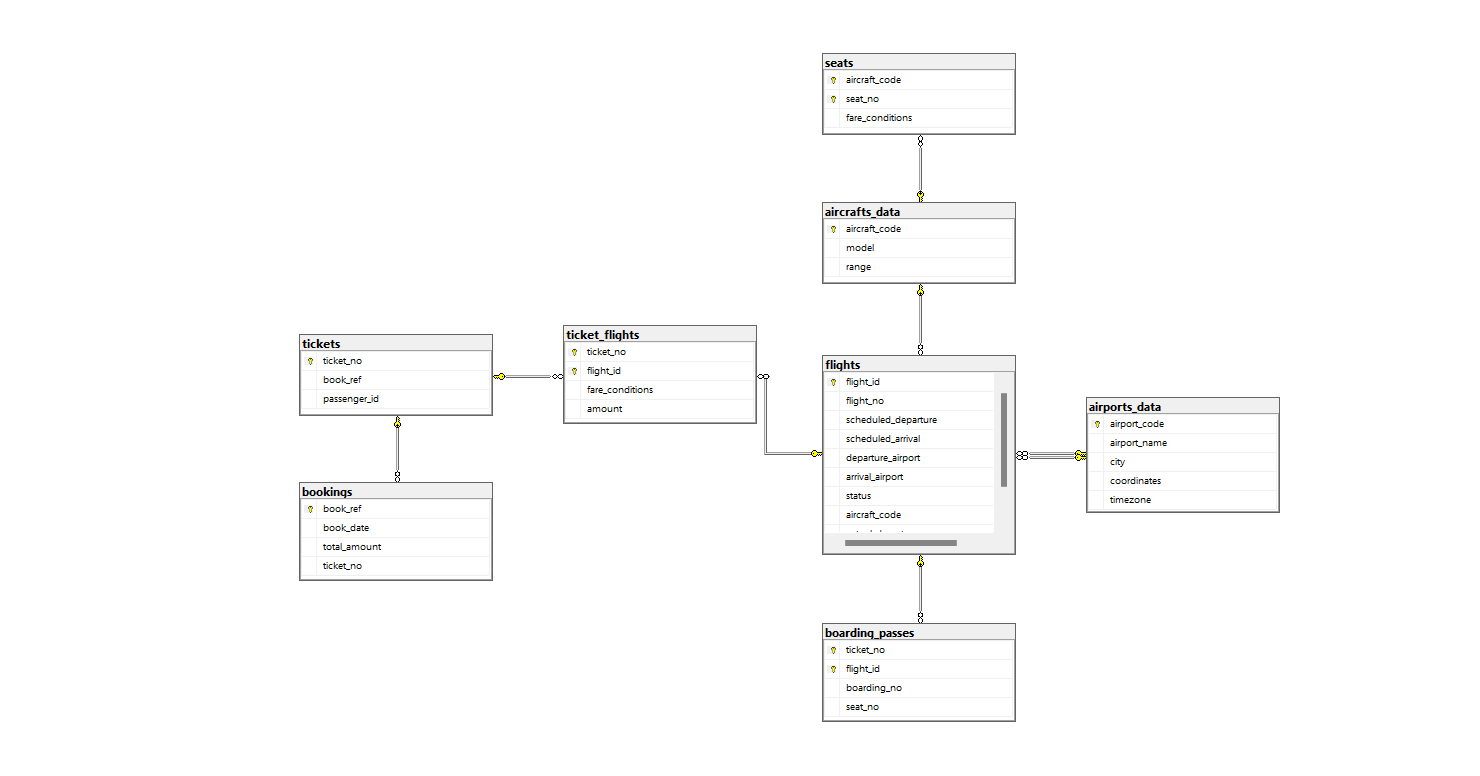 seats
aircraft_code
seat_no
fare_conditions
aircrafts_data
aircraft_code
model
range
tickets
ticket_no
book_ref
passenger_id
ticket_flights
ticket_no
flight_id
fare_conditions
amount
flights
flight_id
flight_no
scheduled_departure
scheduled_arrival
departure_airport
arrival_airport
status
aircraft_code
airports_data
airport_code
airport_name
city
coordinates
timezone
bookings
book_ref
book_date
total_amount
ticket_no
boarding_passes
ticket_no
flight_id
boarding_no
seat_no